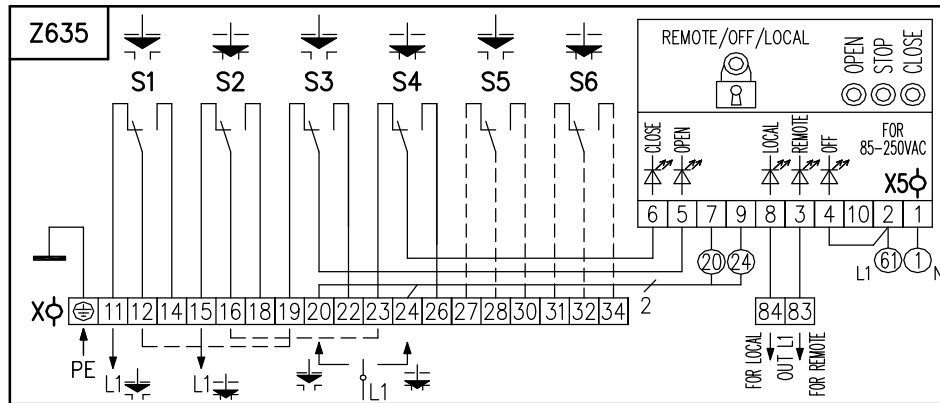 Z635
S1 S2 S3 S4 S5 S6
REMOTE/OFF/LOCAL
OPEN
STOP
CLOSE
CLOSE
OPEN
LOCAL
REMOTE
OFF
FOR
85-250VAC
X5
6 5 7 9 8 3 4 10 2 1
20 24
L1 61 1 N
X 11 12 14 15 16 18 19 20 22 23 24 26 27 28 30 31 32 34
2
84 83
PE
L1
L1
L1
FOR LOCAL
OUT L1
FOR REMOTE